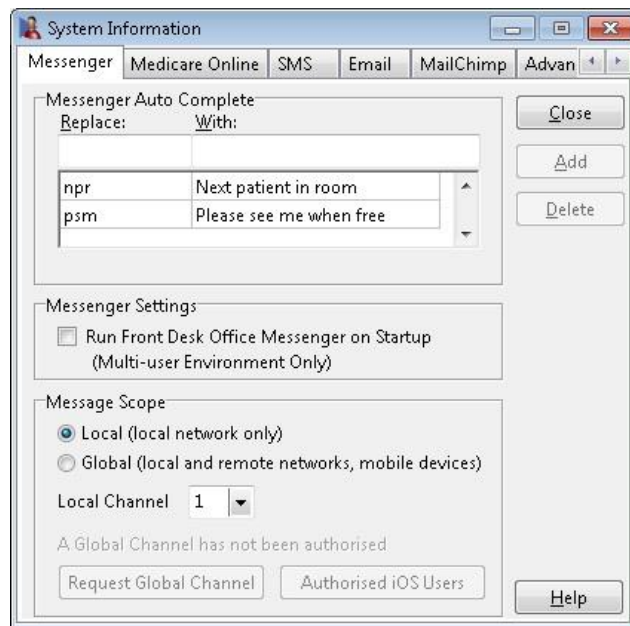 System Information
Messenger Medicare Online SMS Email MailChimp Advan
Messenger Auto Complete
Replace: With:
Close
Add
npr Next patient in room
psm Please see me when free
Delete
Messenger Settings
Run Front Desk Office Messenger on Startup
(Multi-user Environment Only)
Message Scope
Local (local network only)
Global (local and remote networks, mobile devices)
Local Channel 1
A Global Channel has not been authorised
Request Global Channel Authorised iOS Users
Help